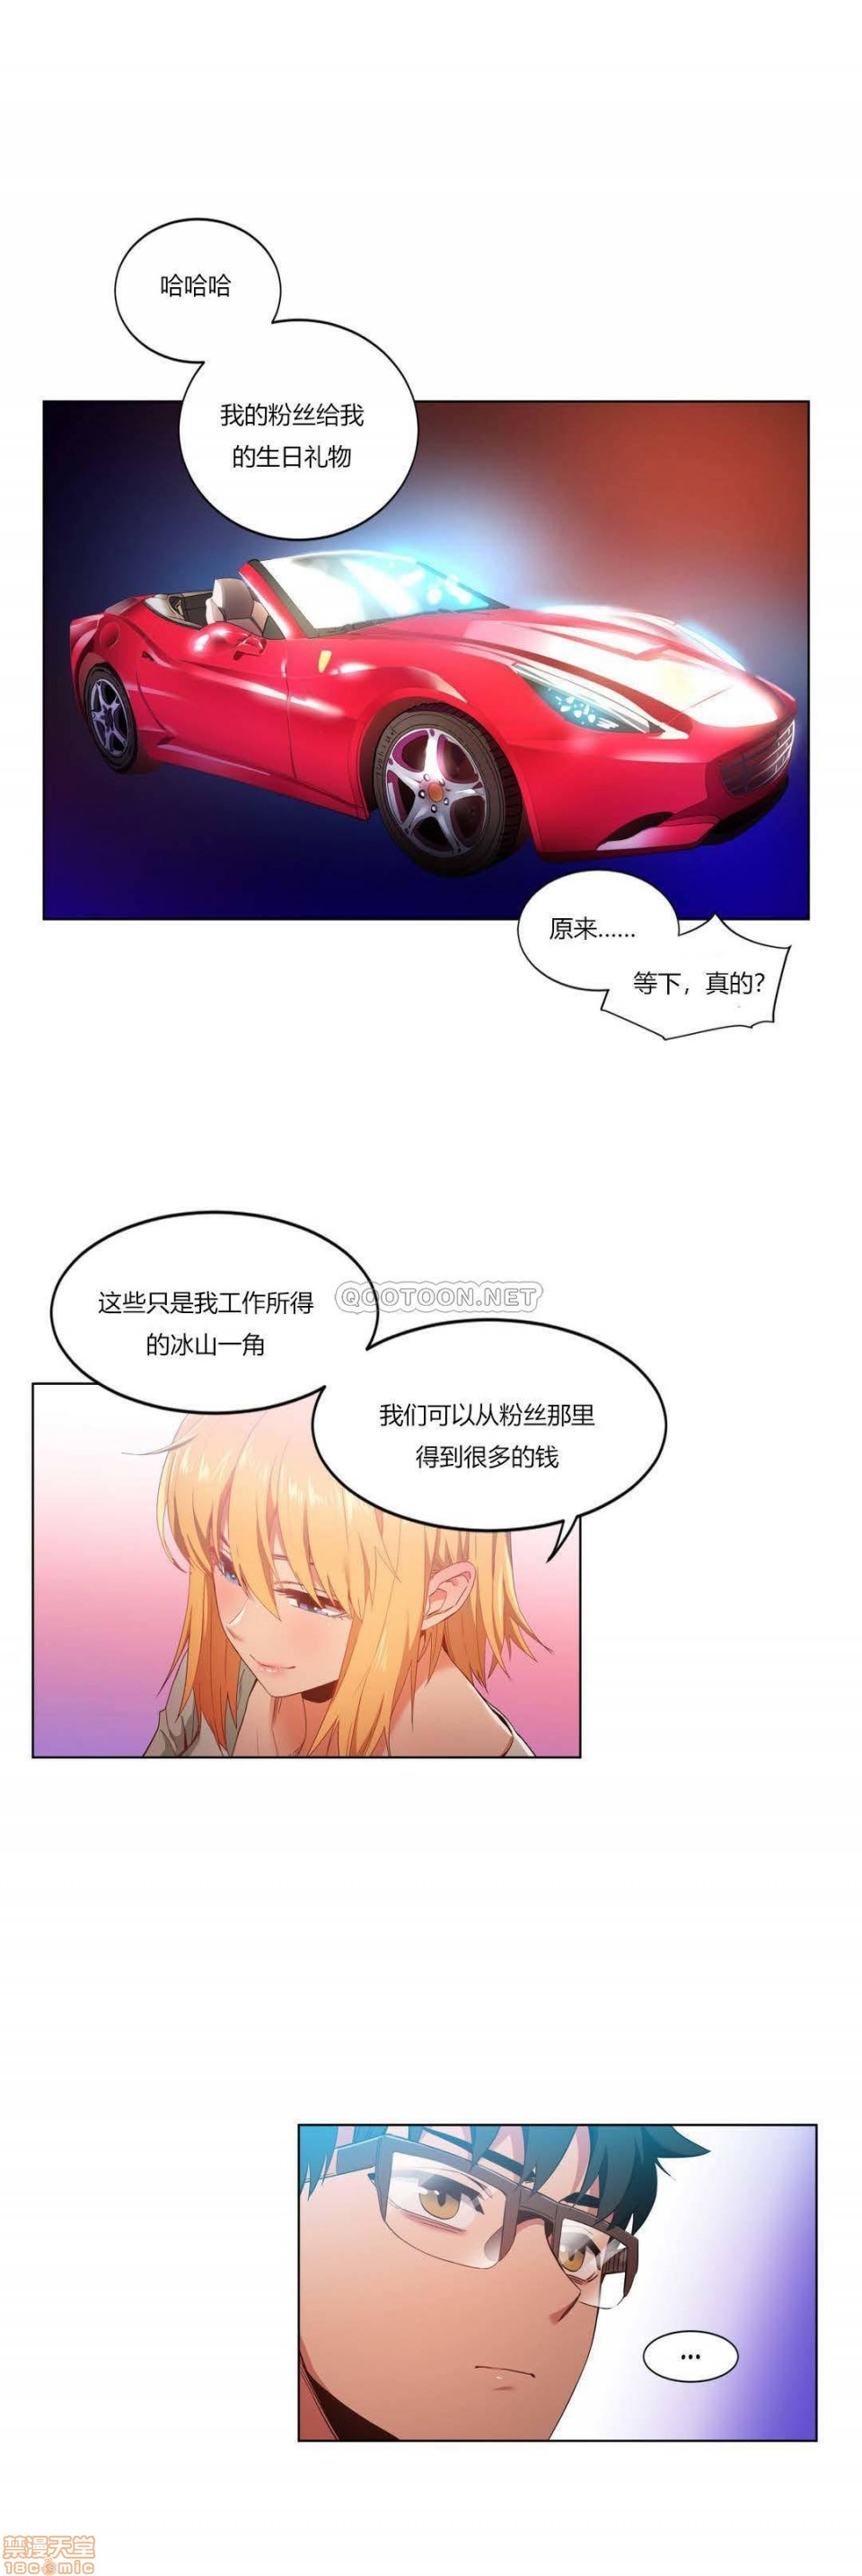 哈哈哈
我的粉丝给我
的生日礼物
原来……
等下，真的？
这些只是我工作所得
的冰山一角
QOOTOON.NET
我们可以从粉丝那里
得到很多的钱
...
禁漫天堂
18comic